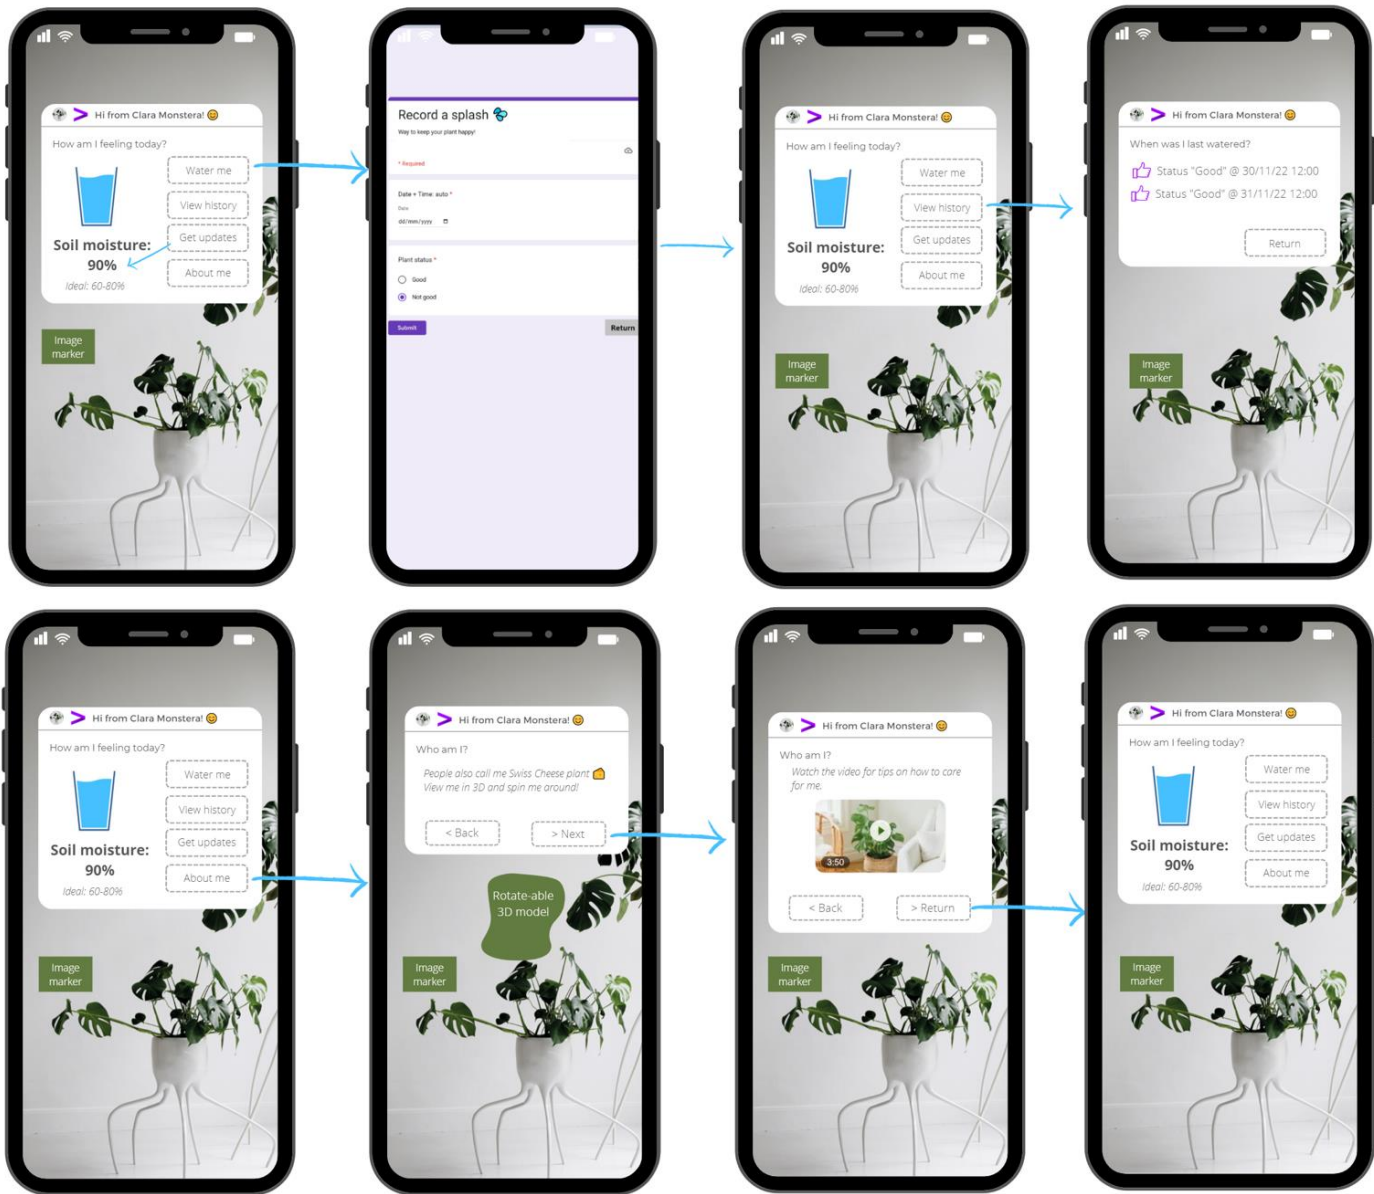 Hi from Clara Monstera!
How am I feeling today?
Water me
View history
Get updates
About me
Soil moisture:
90%
Ideal: 60-80%
Image
marker
Record a splash
Way to keep your plant happy!
* Required
Date + Time: auto *
Date
dd/mm/yyyy
Plant status *
Good
Not good
Submit
Return
Hi from Clara Monstera!
How am I feeling today?
Water me
View history
Get updates
About me
Soil moisture:
90%
Ideal: 60-80%
Image
marker
Hi from Clara Monstera!
When was I last watered?
Status "Good" @ 30/11/22 12:00
Status "Good" @ 31/11/22 12:00
Return
Image
marker
Hi from Clara Monstera!
How am I feeling today?
Water me
View history
Get updates
About me
Soil moisture:
90%
Ideal: 60-80%
Image
marker
Hi from Clara Monstera!
Who am I?
People also call me Swiss Cheese plant
View me in 3D and spin me around!
< Back
> Next
Rotate-able
3D model
Image
marker
Hi from Clara Monstera!
Who am I?
Watch the video for tips on how to care
for me.
3:50
< Back
> Return
Image
marker
Hi from Clara Monstera!
How am I feeling today?
Water me
View history
Get updates
About me
Soil moisture:
90%
Ideal: 60-80%
Image
marker